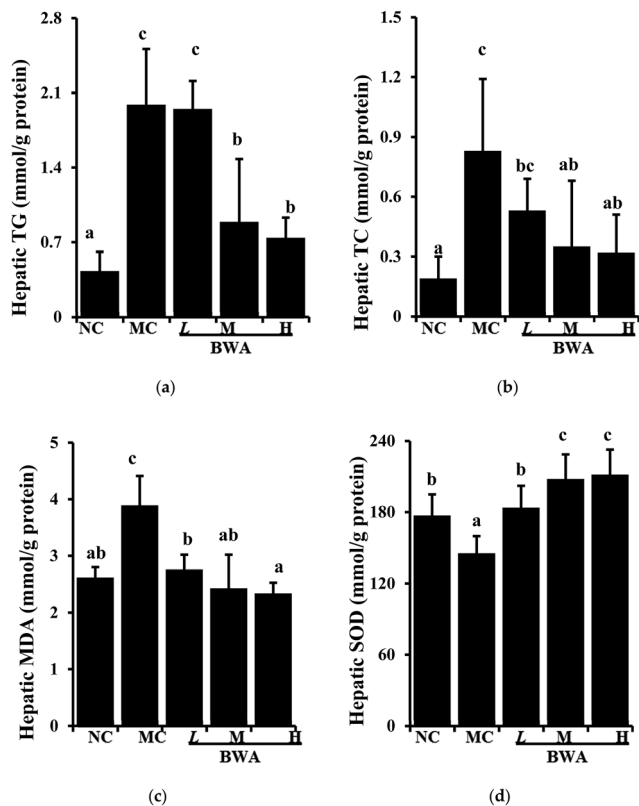 Hepatic TG (mmol/g protein)
2.8
2.1
1.4
0.7
0
a
c
c
b
b
NC MC L M H
BWA
(a)
Hepatic TC (mmol/g protein)
1.5
1.2
0.9
0.6
0.3
0.0
a
c
bc
ab
ab
NC MC L M H
BWA
(b)
Hepatic MDA (mmol/g protein)
5
4
3
2
1
0
ab
c
b
ab
a
NC MC L M H
BWA
(c)
Hepatic SOD (mmol/g protein)
240
180
120
60
0
b
a
b
c
c
NC MC L M H
BWA
(d)